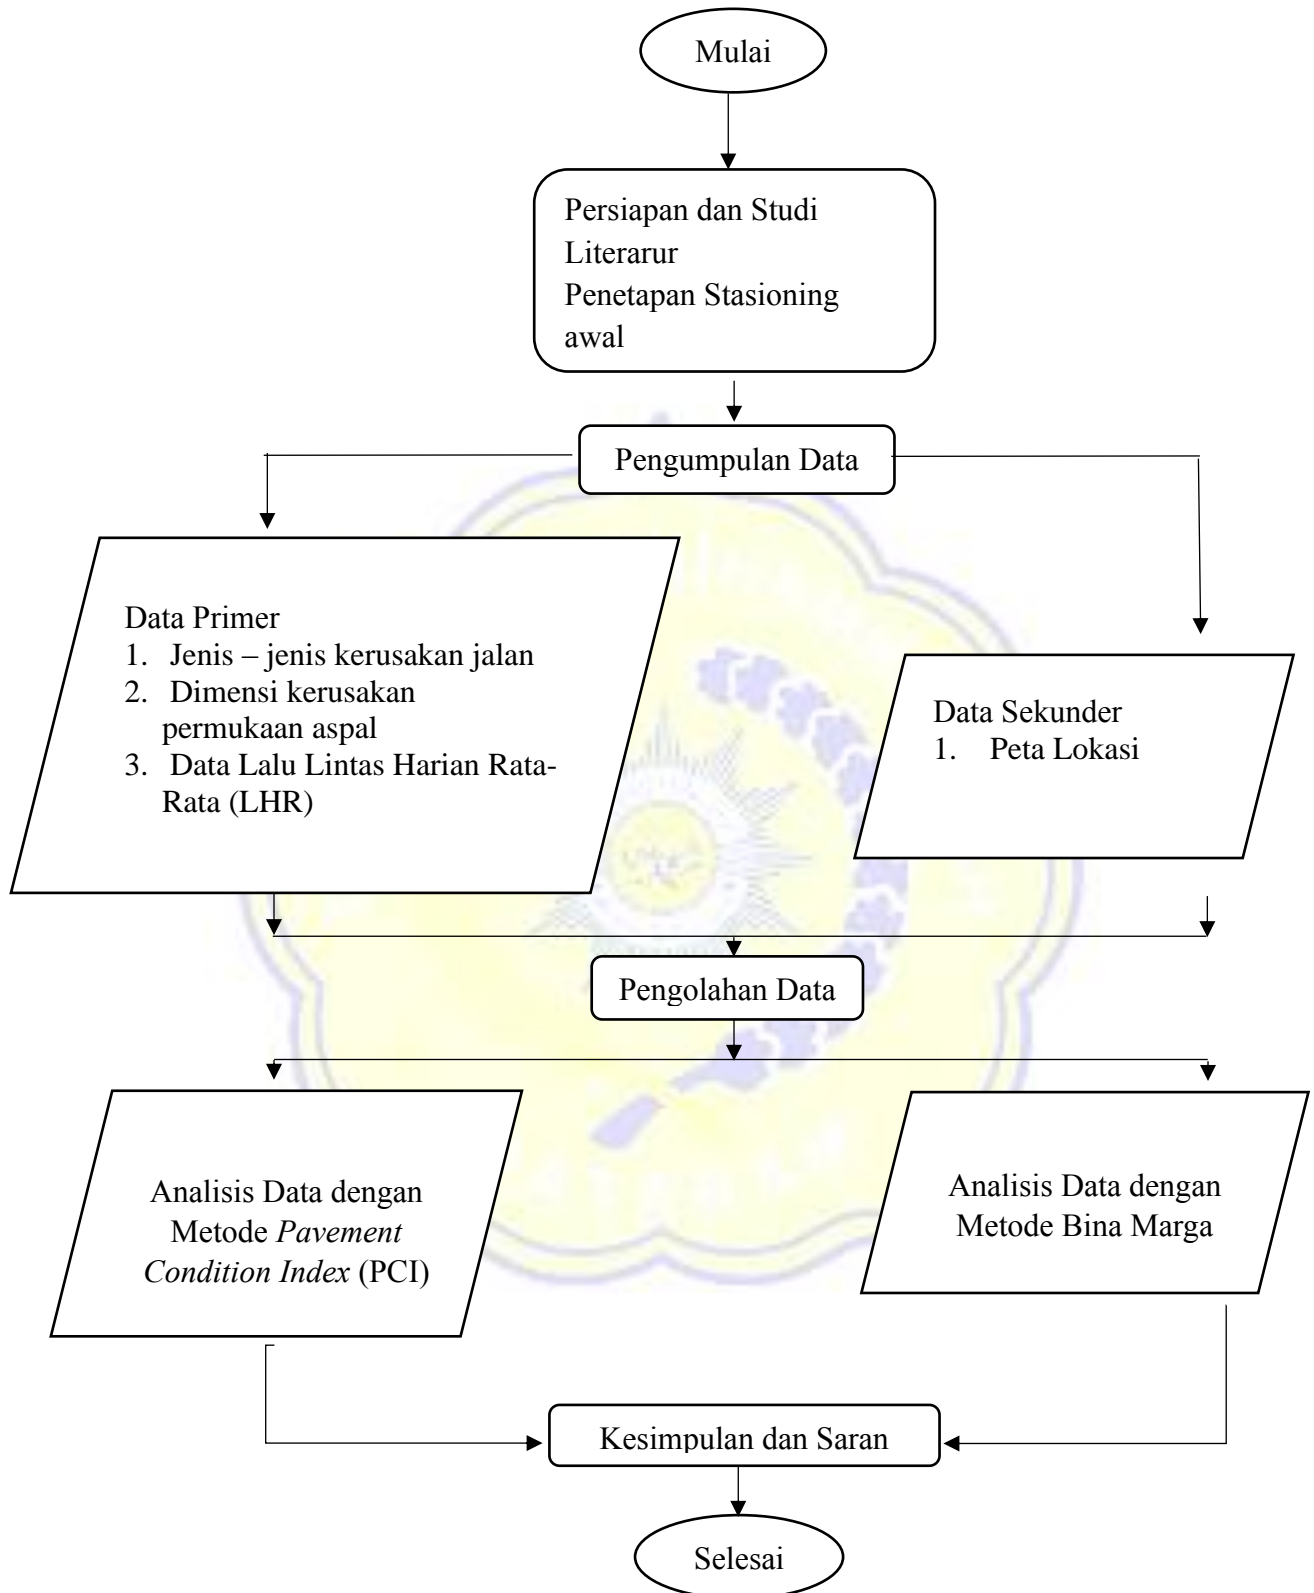 Mulai
Persiapan dan Studi
Literarur
Penetapan Stasioning
awal
Pengumpulan Data
Data Primer
1. Jenis – jenis kerusakan jalan
2. Dimensi kerusakan
permukaan aspal
3. Data Lalu Lintas Harian Rata-
Rata (LHR)
Data Sekunder
1. Peta Lokasi
Pengolahan Data
Analisis Data dengan
Metode Pavement
Condition Index (PCI)
Analisis Data dengan
Metode Bina Marga
Kesimpulan dan Saran
Selesai